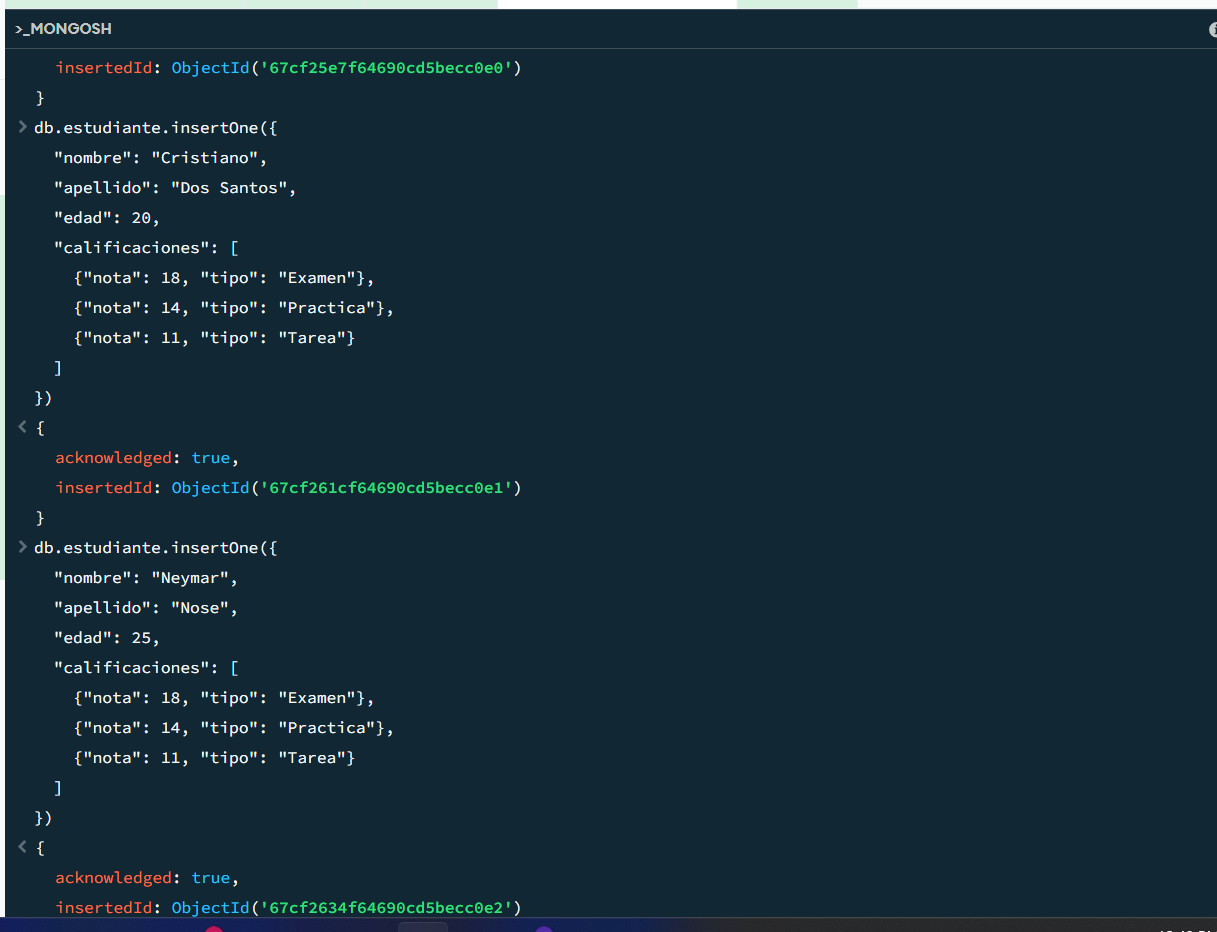 >_MONGOSH
insertedId: ObjectId('67cf25e7f64690cd5becc0e0')
}
> db.estudiante.insertOne({
"nombre": "Cristiano",
"apellido": "Dos Santos",
"edad": 20,
"calificaciones": [
{"nota": 18, "tipo": "Examen"},
{"nota": 14, "tipo": "Practica"},
{"nota": 11, "tipo": "Tarea"}
]
})
< {
acknowledged: true,
insertedId: ObjectId('67cf261cf64690cd5becc0e1')
}
> db.estudiante.insertOne({
"nombre": "Neymar",
"apellido": "Nose",
"edad": 25,
"calificaciones": [
{"nota": 18, "tipo": "Examen"},
{"nota": 14, "tipo": "Practica"},
{"nota": 11, "tipo": "Tarea"}
]
})
< {
acknowledged: true,
insertedId: ObjectId('67cf2634f64690cd5becc0e2')